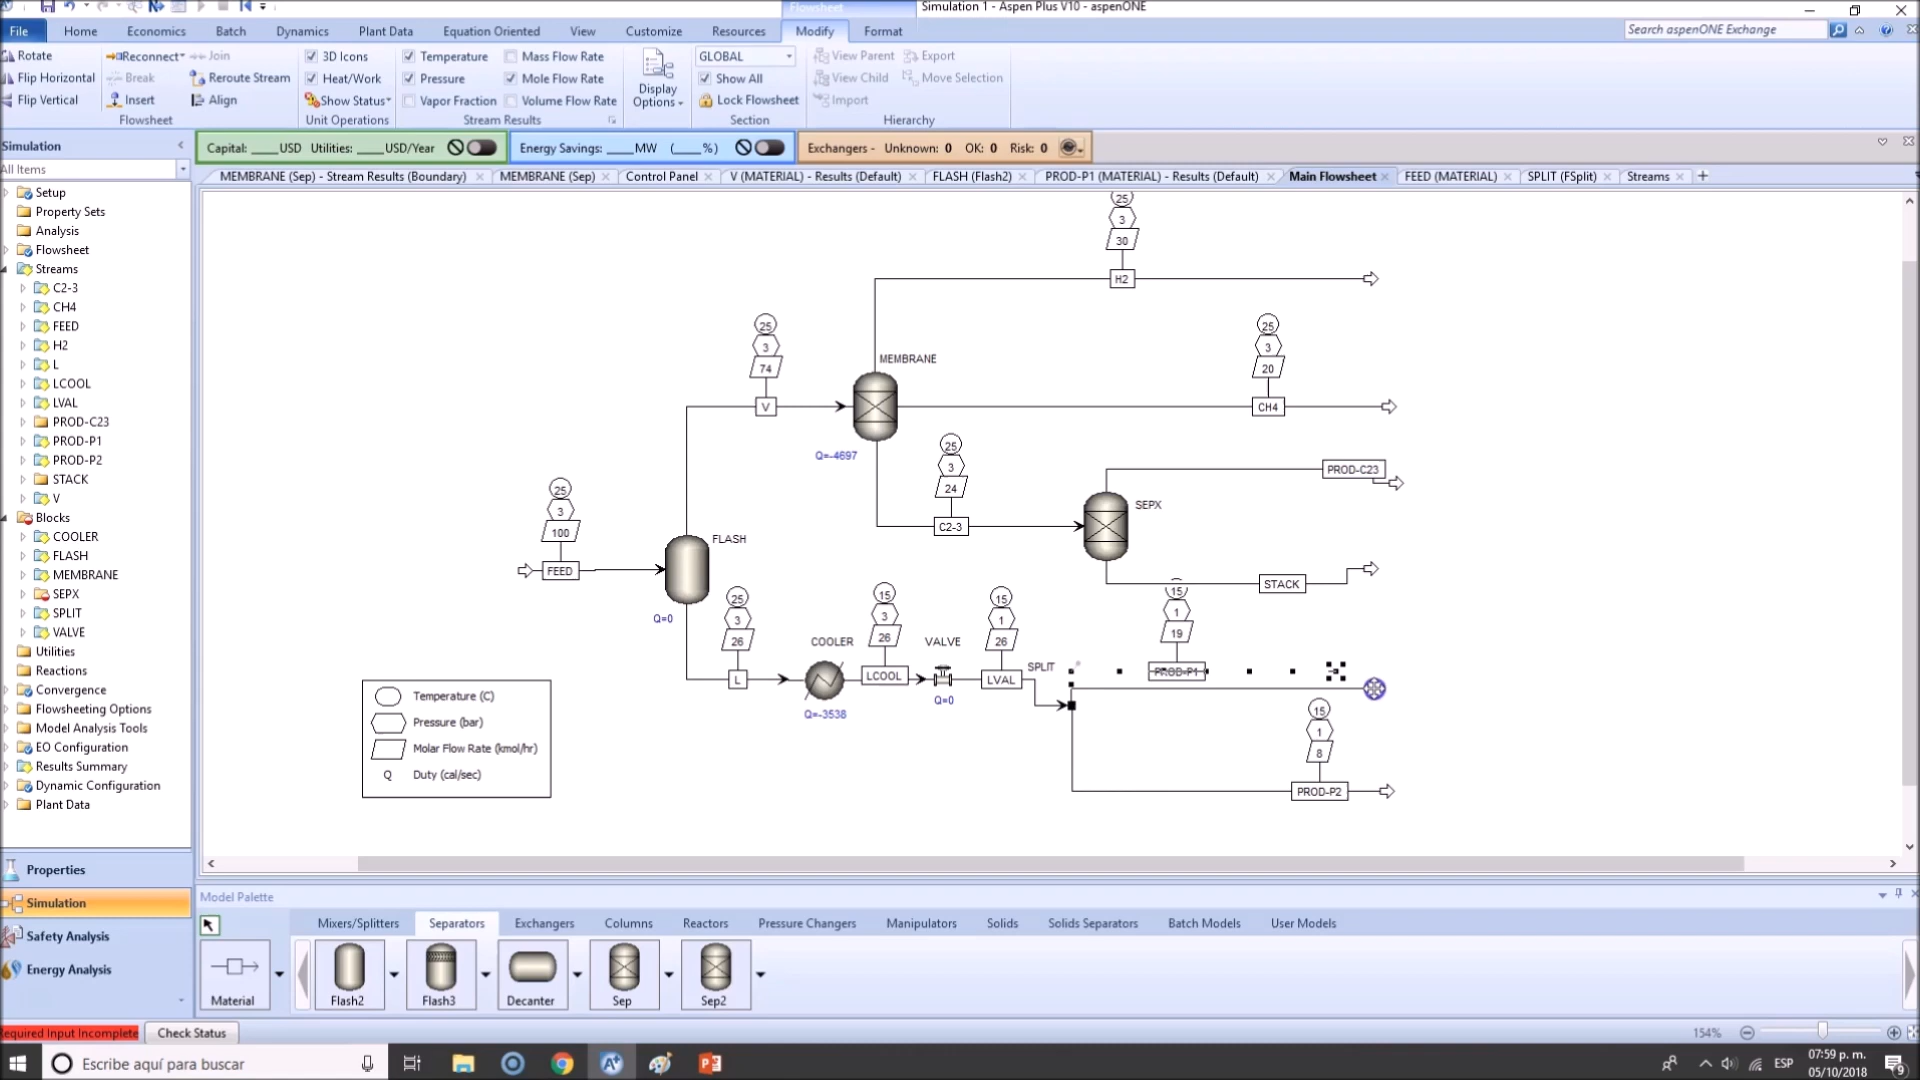 Flowsheet
Simulation 1 - Aspen Plus V10 - aspenONE
File Home Economics Batch Dynamics Plant Data Equation Oriented View Customize Resources Modify Format
Search aspenONE Exchange
Rotate Reconnect Join 3D Icons Temperature Mass Flow Rate GLOBAL View Parent Export
Flip Horizontal Break Reroute Stream Heat/Work Pressure Mole Flow Rate Display Show All View Child Move Selection
Flip Vertical Insert Align Show Status Vapor Fraction Volume Flow Rate Options Lock Flowsheet Import
Flowsheet Unit Operations Stream Results Section Hierarchy
Simulation
Capital: ____USD Utilities: ____USD/Year Energy Savings: ____MW (____%) Exchangers - Unknown: 0 OK: 0 Risk: 0
All Items
MEMBRANE (Sep) - Stream Results (Boundary) MEMBRANE (Sep) Control Panel V (MATERIAL) - Results (Default) FLASH (Flash2) PROD-P1 (MATERIAL) - Results (Default) Main Flowsheet FEED (MATERIAL) SPLIT (FSplit) Streams
Setup
Property Sets
Analysis
Flowsheet
Streams
C2-3
CH4
FEED
H2
L
LCOOL
LVAL
PROD-C23
PROD-P1
PROD-P2
STACK
V
Blocks
COOLER
FLASH
MEMBRANE
SEPX
SPLIT
VALVE
Utilities
Reactions
Convergence
Flowsheeting Options
Model Analysis Tools
EO Configuration
Results Summary
Dynamic Configuration
Plant Data
Properties
Simulation
Safety Analysis
Energy Analysis
25
3
30
H2
25
3
74
V
MEMBRANE
Q=-4697
25
3
20
CH4
25
3
24
C2-3
PROD-C23
SEPX
STACK
25
3
100
FEED
FLASH
Q=0
25
3
26
L
COOLER
Q=-3538
15
3
26
LCOOL
VALVE
Q=0
15
1
26
LVAL
SPLIT
15
1
19
PROD-P1
15
1
8
PROD-P2
Temperature (C)
Pressure (bar)
Molar Flow Rate (kmol/hr)
Q Duty (cal/sec)
Model Palette
Mixers/Splitters Separators Exchangers Columns Reactors Pressure Changers Manipulators Solids Solids Separators Batch Models User Models
Material Flash2 Flash3 Decanter Sep Sep2
Required Input Incomplete Check Status 154%
Escribe aquí para buscar
ESP
07:59 p. m.
05/10/2018
9